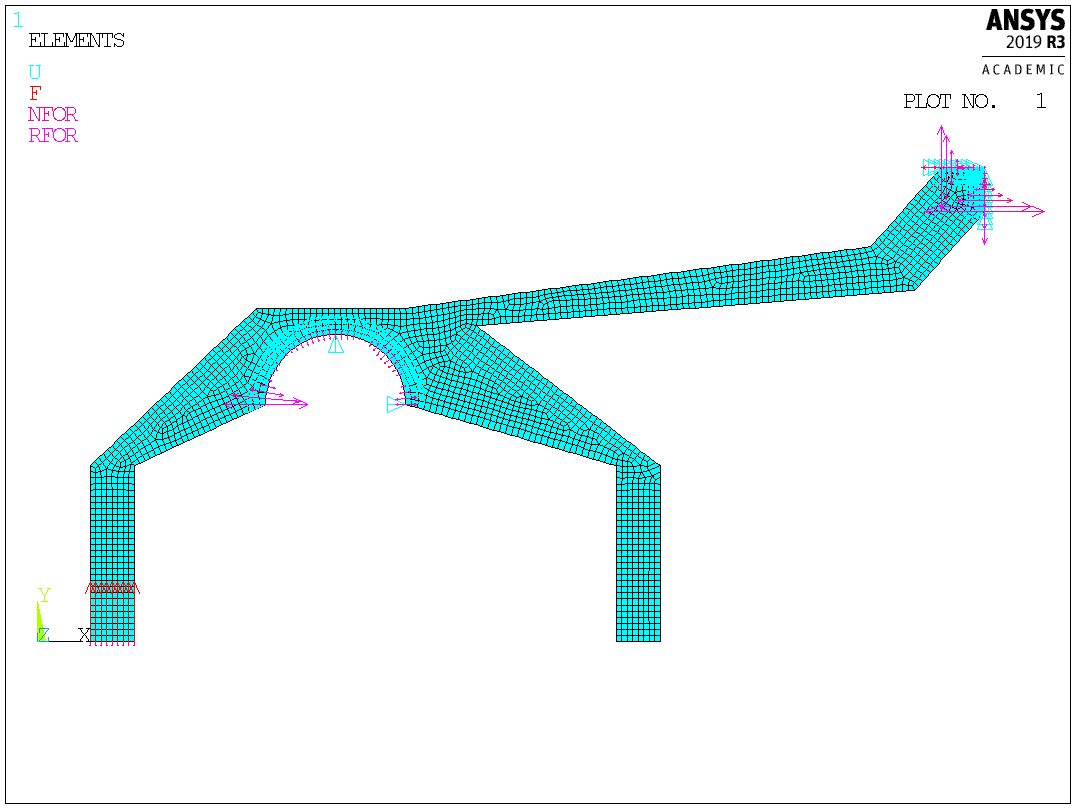 1
ELEMENTS
U
F
NFOR
RFOR
ANSYS
2019 R3
ACADEMIC
PLOT NO. 1
Y
Z X